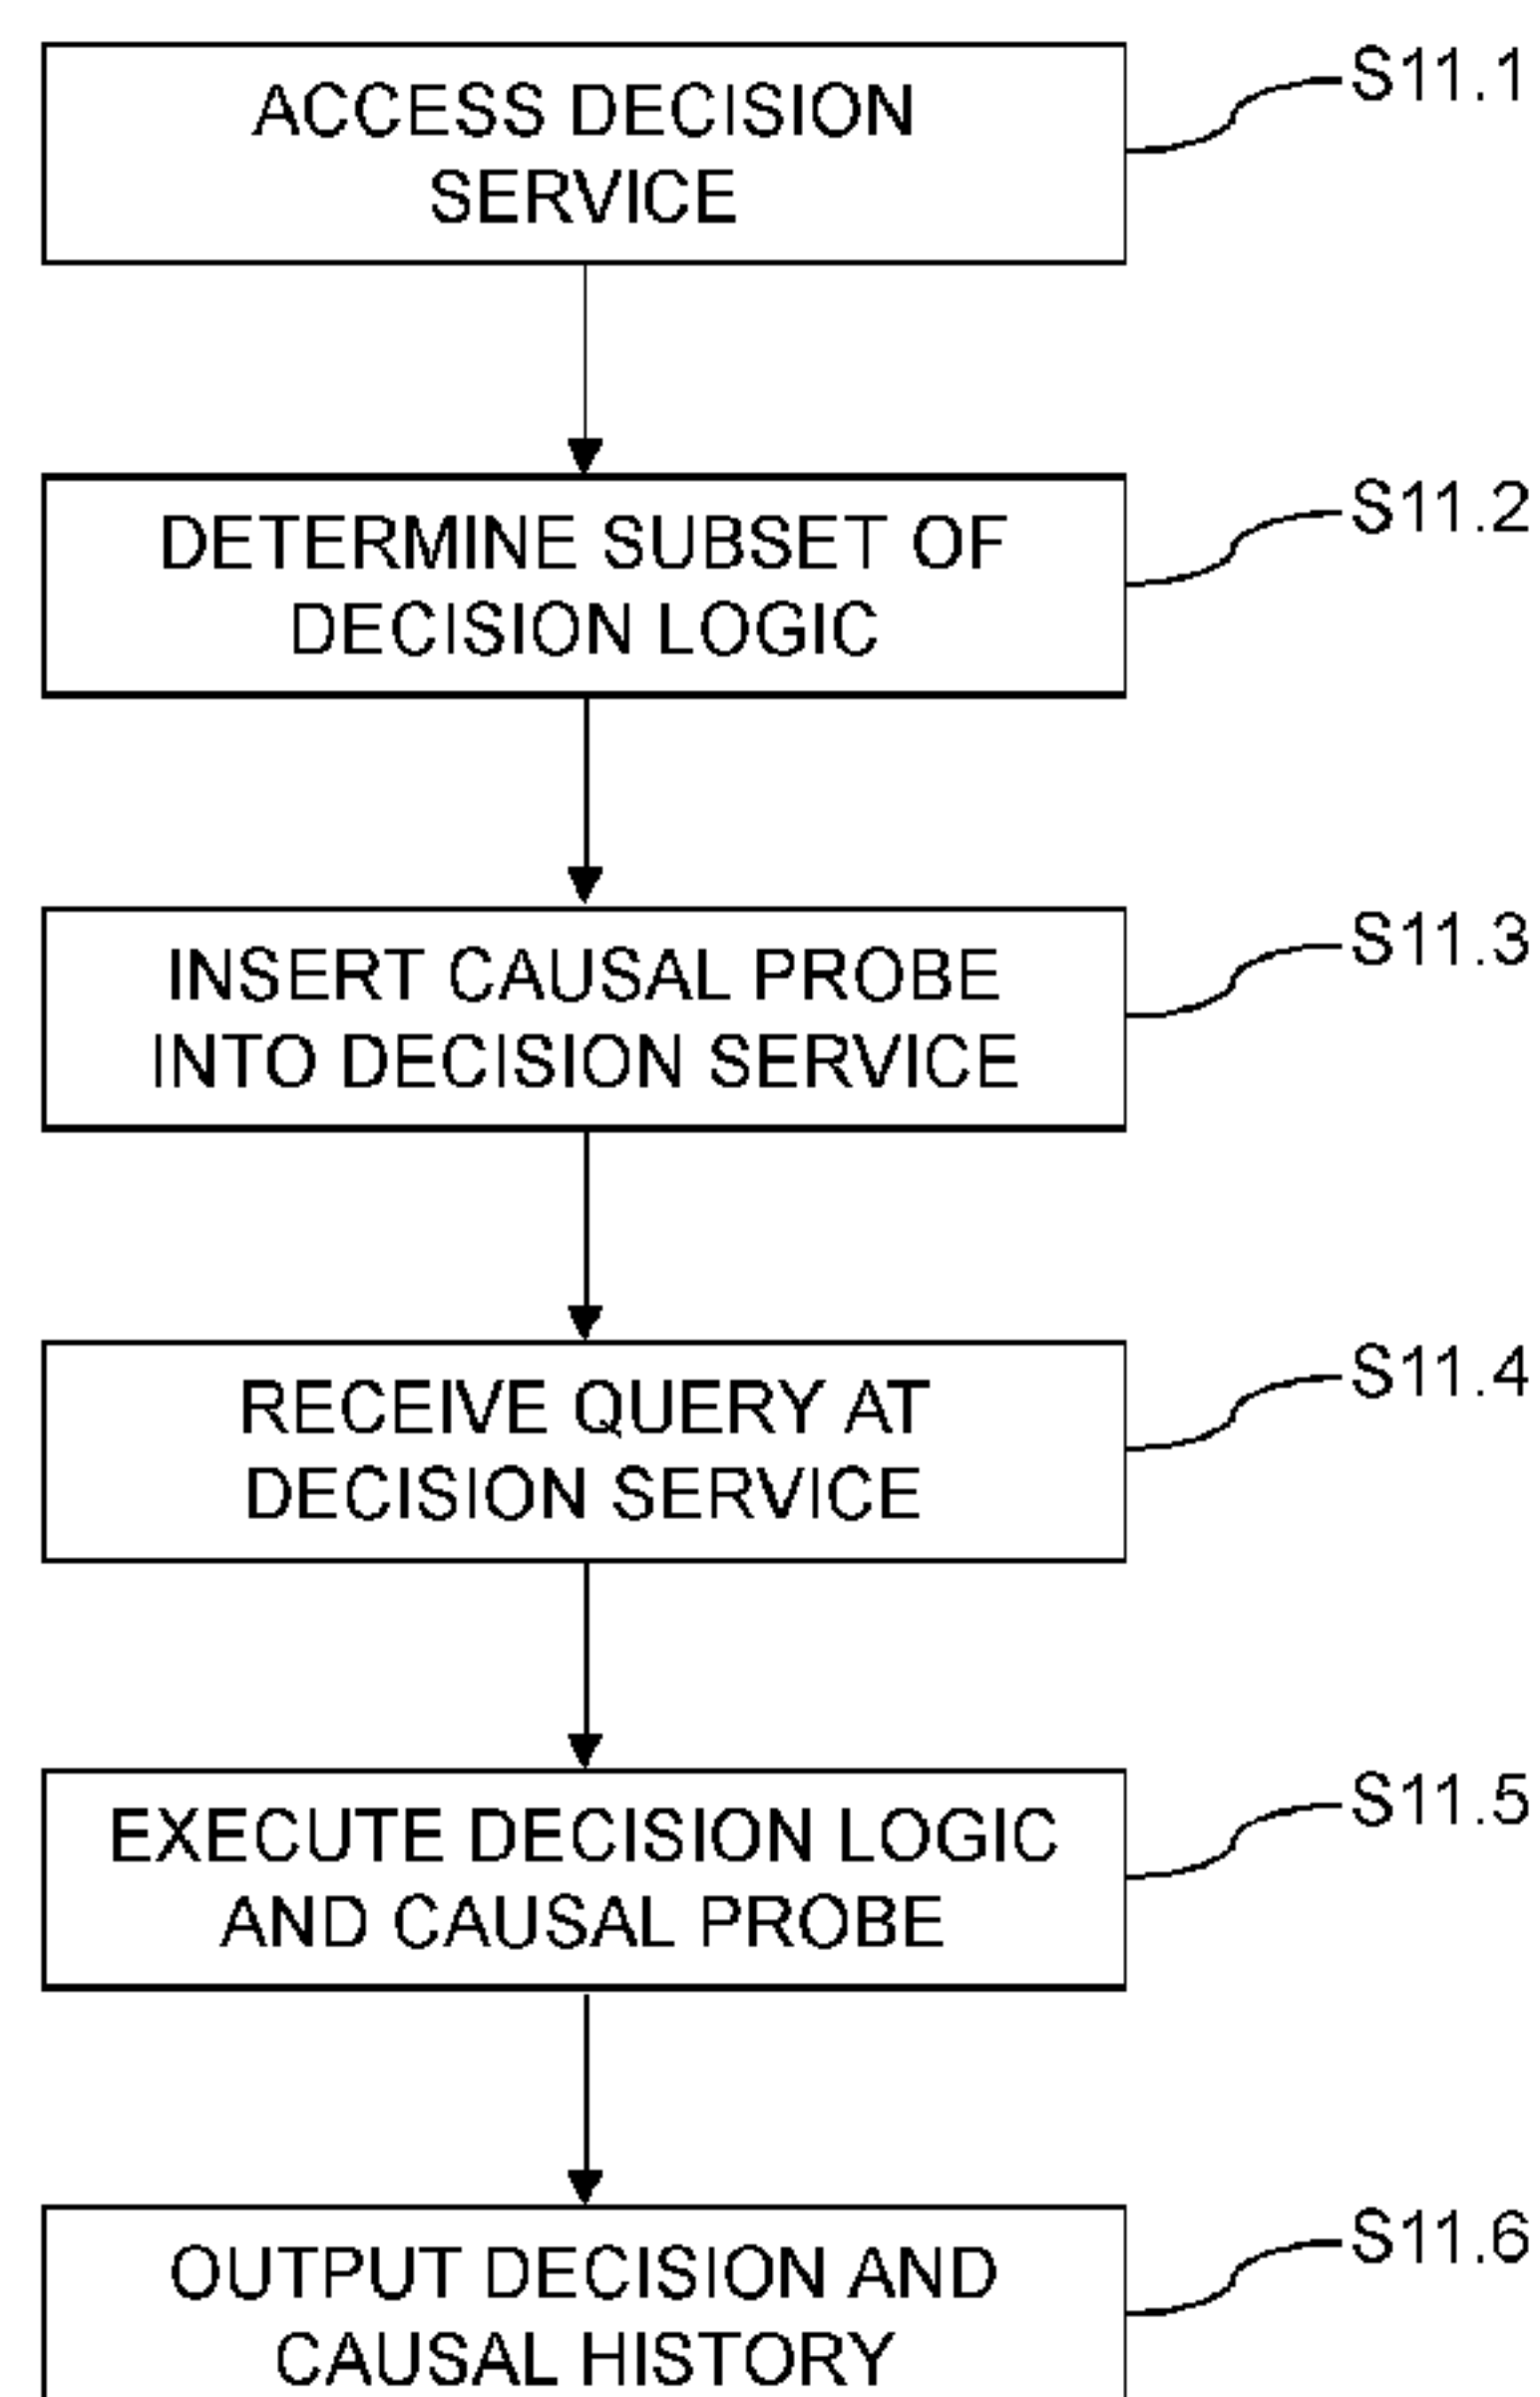 ACCESS DECISION
SERVICE
S11.1
DETERMINE SUBSET OF
DECISION LOGIC
S11.2
INSERT CAUSAL PROBE
INTO DECISION SERVICE
S11.3
RECEIVE QUERY AT
DECISION SERVICE
S11.4
EXECUTE DECISION LOGIC
AND CAUSAL PROBE
S11.5
OUTPUT DECISION AND
CAUSAL HISTORY
S11.6